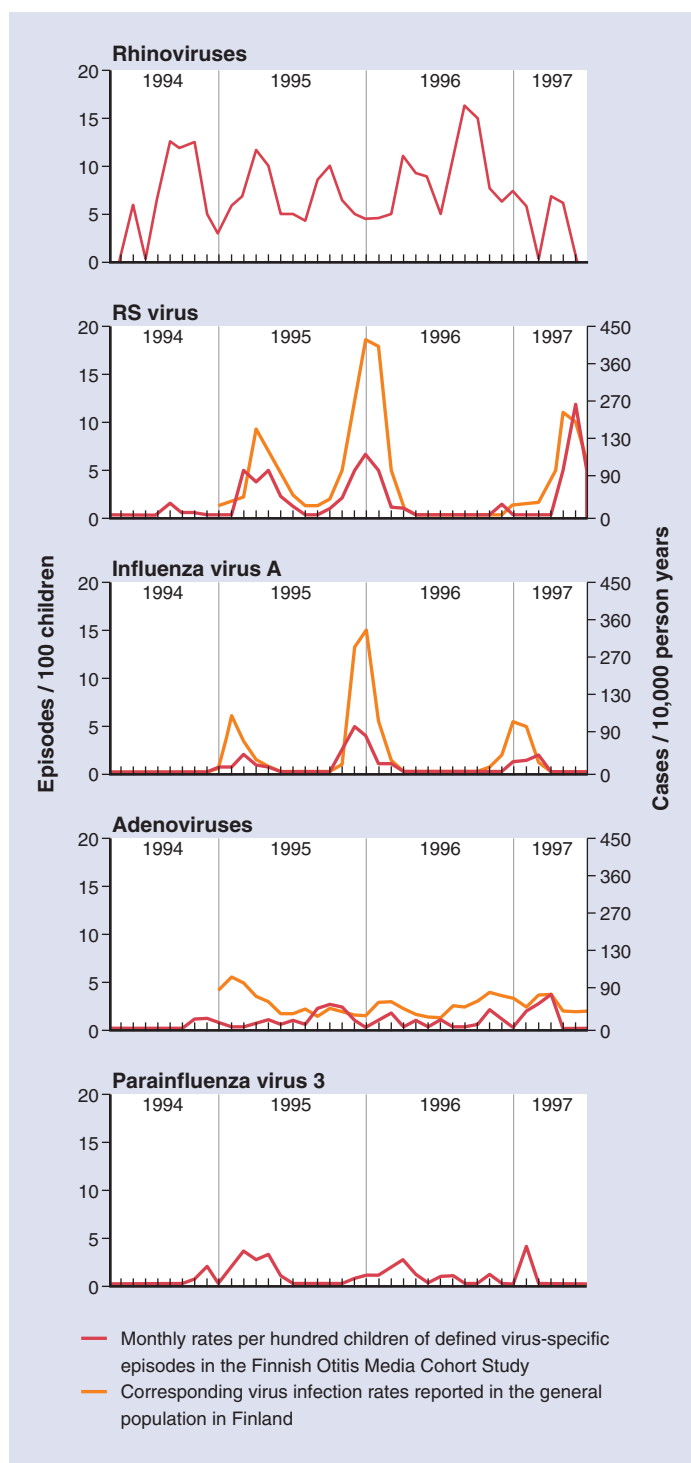 Rhinoviruses
20
15
10
5
0
1994 1995 1996 1997
RS virus
20
15
10
5
0
1994 1995 1996 1997
450
360
270
130
90
0
Influenza virus A
20
15
10
5
0
1994 1995 1996 1997
450
360
270
130
90
0
Episodes / 100 children
Cases / 10,000 person years
Adenoviruses
20
15
10
5
0
1994 1995 1996 1997
450
360
270
130
90
0
Parainfluenza virus 3
20
15
10
5
0
1994 1995 1996 1997
Monthly rates per hundred children of defined virus-specific
episodes in the Finnish Otitis Media Cohort Study
Corresponding virus infection rates reported in the general
population in Finland